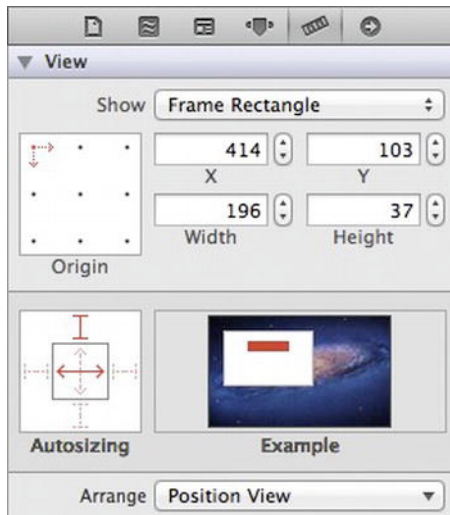 View
Show Frame Rectangle
414 103
X Y
196 37
Width Height
Origin
Autosizing Example
Arrange Position View